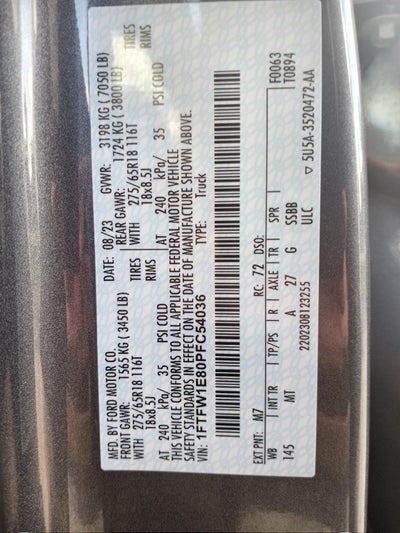 MFD. BY FORD MOTOR CO.
DATE: 08/23 GVWR: 3198 KG ( 7050 LB)
FRONT GAWR: 1565 KG ( 3450 LB) REAR GAWR: 1724 KG ( 3800 LB)
WITH 275/65R18 116T TIRES WITH 275/65R18 116T TIRES
18x8.5J RIMS 18x8.5J RIMS
AT 240 kPa/ 35 PSI COLD AT 240 kPa/ 35 PSI COLD
THIS VEHICLE CONFORMS TO ALL APPLICABLE FEDERAL MOTOR VEHICLE
SAFETY STANDARDS IN EFFECT ON THE DATE OF MANUFACTURE SHOWN ABOVE.
VIN: 1FTFW1E80PFC54036 Truck
F0063
T0894
EXT PNT: M7 RC: 72 DSO:
WB INT TR TP/PS R AXLE TR SPR
145 MT A 27 G SSBB
ULC
2202308123255
▽ 5U5A-3520472-AA